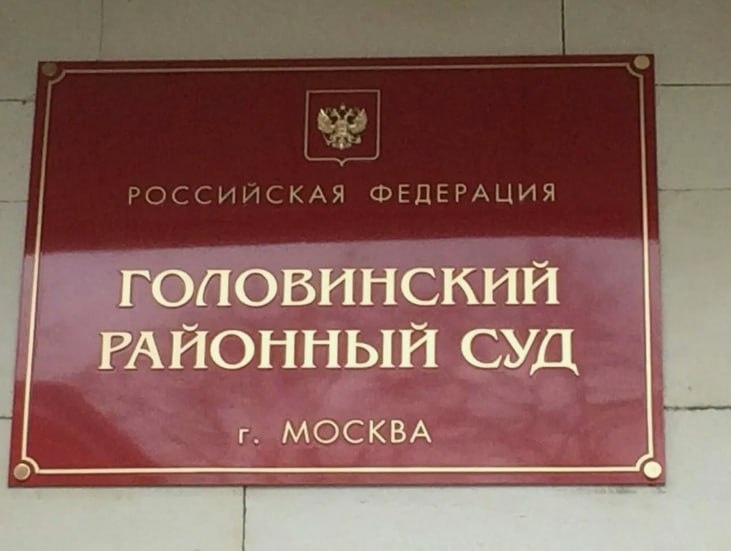 РОССИЙСКАЯ ФЕДЕРАЦИЯ
ГОЛОВИНСКИЙ
РАЙОННЫЙ СУД
г. МОСКВА